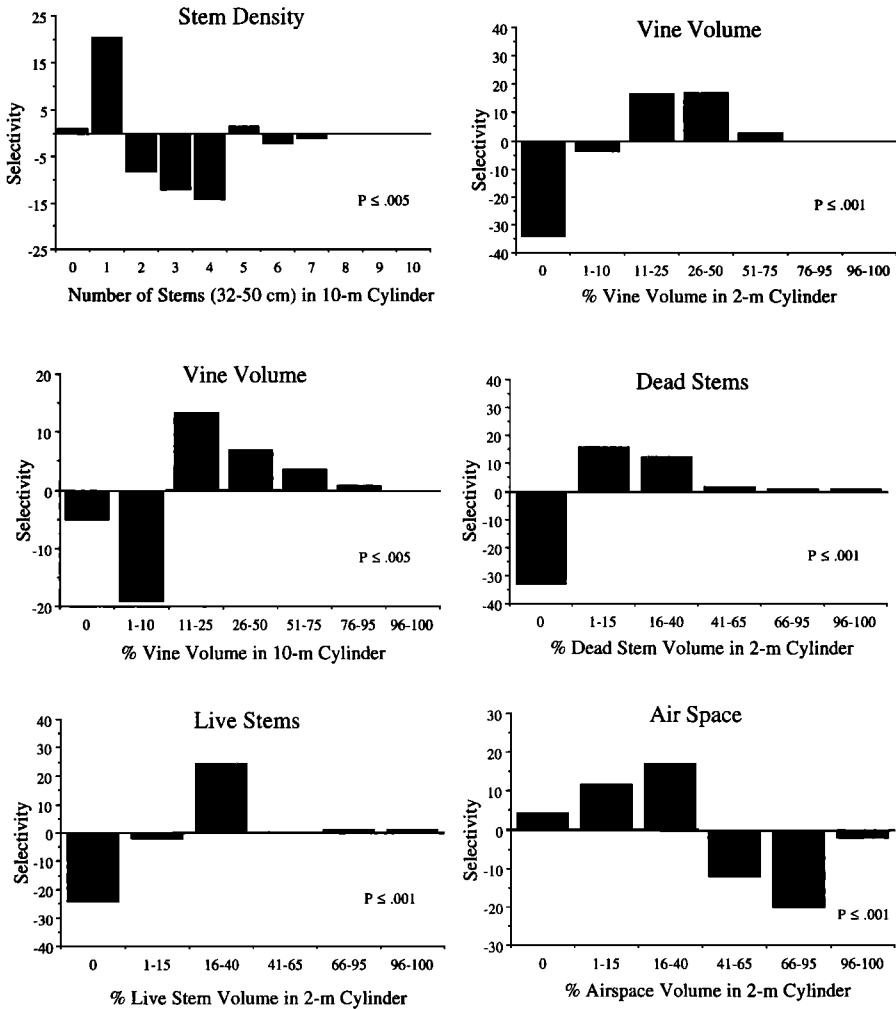 Stem Density
25
15
5
-5
-15
-25
Selectivity
P ≤ .005
0 1 2 3 4 5 6 7 8 9 10
Number of Stems (32-50 cm) in 10-m Cylinder
Vine Volume
40
30
20
10
0
-10
-20
-30
-40
Selectivity
P ≤ .001
0 1-10 11-25 26-50 51-75 76-95 96-100
% Vine Volume in 2-m Cylinder
Vine Volume
20
10
0
-10
-20
Selectivity
P ≤ .005
0 1-10 11-25 26-50 51-75 76-95 96-100
% Vine Volume in 10-m Cylinder
Dead Stems
40
30
20
10
0
-10
-20
-30
-40
Selectivity
P ≤ .001
0 1-15 16-40 41-65 66-95 96-100
% Dead Stem Volume in 2-m Cylinder
Live Stems
40
30
20
10
0
-10
-20
-30
-40
Selectivity
P ≤ .001
0 1-15 16-40 41-65 66-95 96-100
% Live Stem Volume in 2-m Cylinder
Air Space
30
20
10
0
-10
-20
-30
Selectivity
P ≤ .001
0 1-15 16-40 41-65 66-95 96-100
% Airspace Volume in 2-m Cylinder